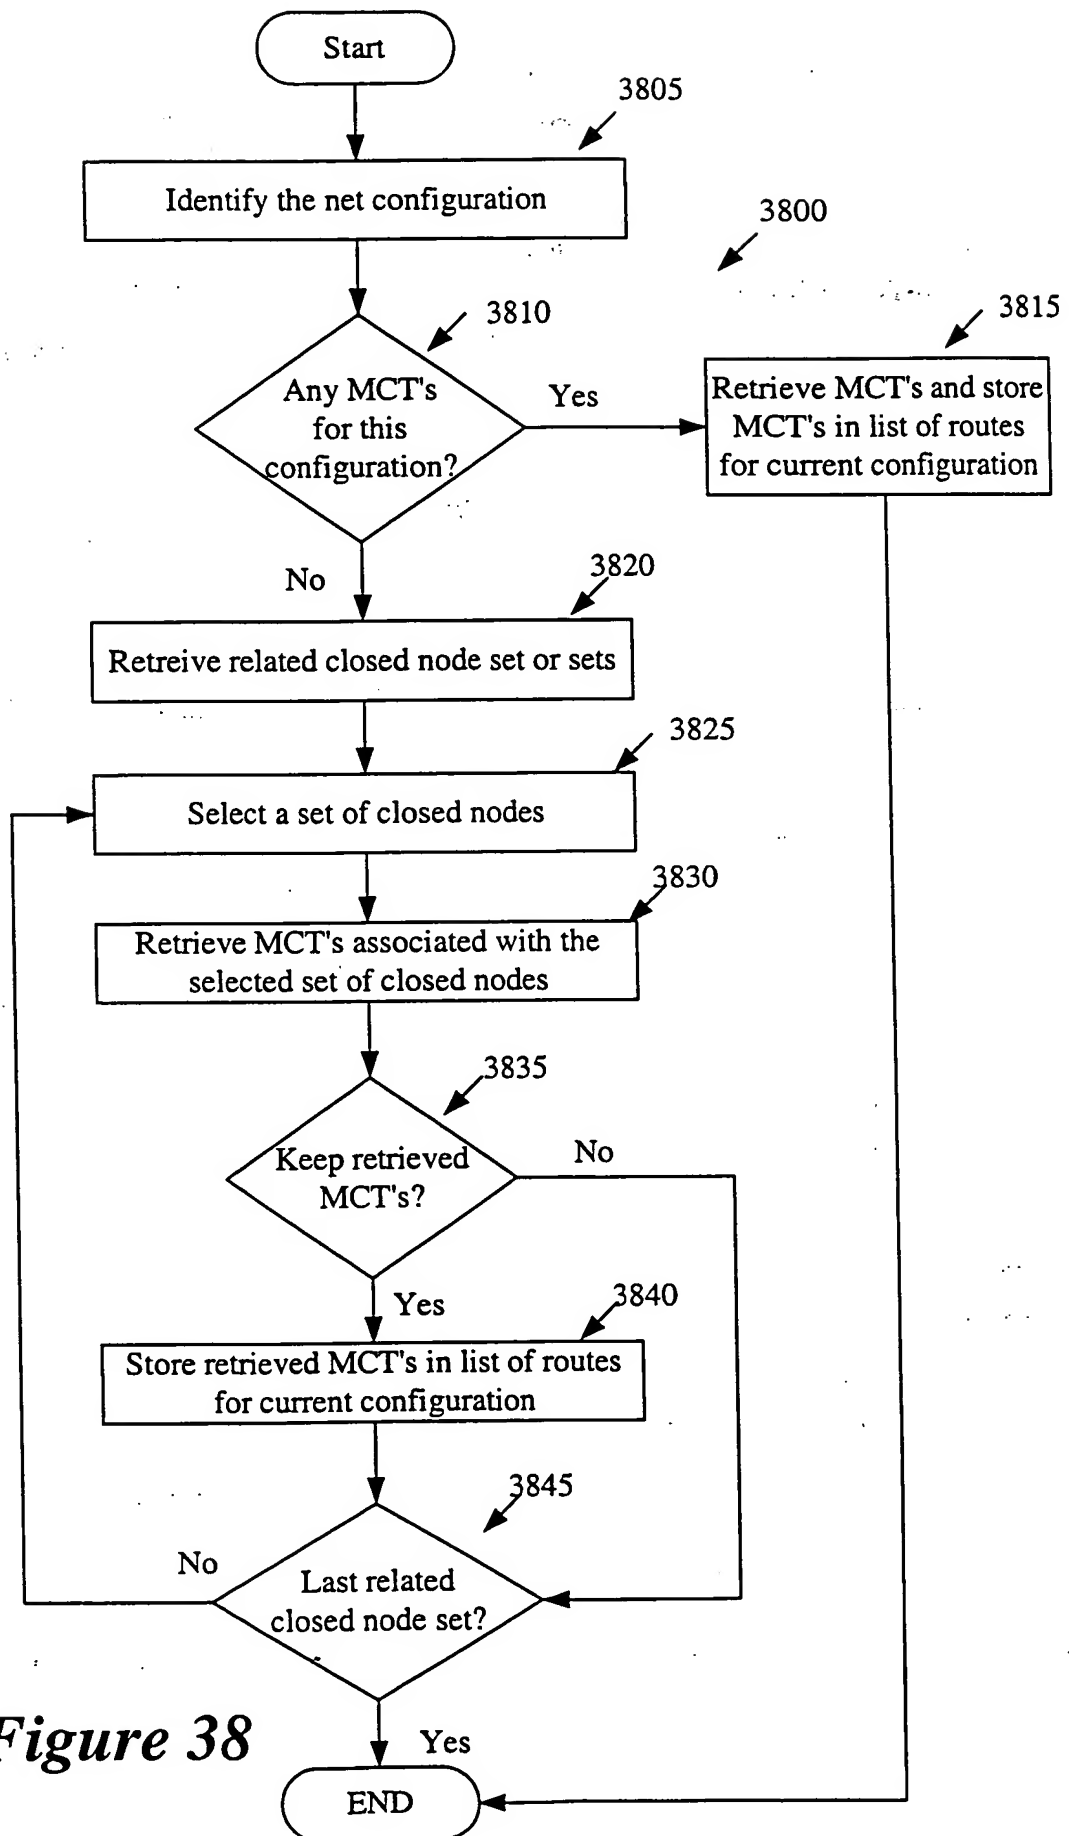 Start
3805
Identify the net configuration
3800
3810
3815
Any MCT's
for this
configuration?
Yes
Retrieve MCT's and store
MCT's in list of routes
for current configuration
No
3820
Retreive related closed node set or sets
3825
Select a set of closed nodes
3830
Retrieve MCT's associated with the
selected set of closed nodes
3835
Keep retrieved
MCT's?
No
Yes
3840
Store retrieved MCT's in list of routes
for current configuration
3845
No
Last related
closed node set?
Figure 38
Yes
END